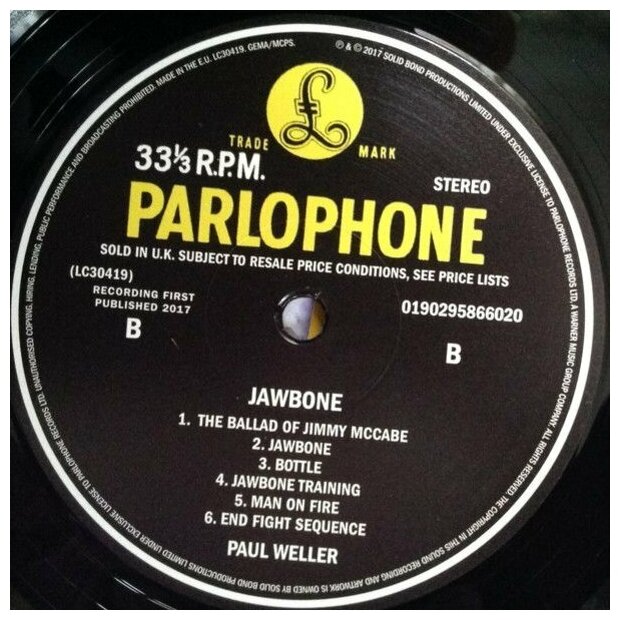 ℗ & © 2017 SOLID BOND PRODUCTIONS LIMITED UNDER EXCLUSIVE LICENSE TO PARLOPHONE RECORDS LTD, A WARNER MUSIC GROUP COMPANY. ALL RIGHTS RESERVED. THE COPYRIGHT IN THIS SOUND RECORDING AND ARTWORK IS OWNED BY SOLID BOND PRODUCTIONS LIMITED UNDER EXCLUSIVE LICENSE TO PARLOPHONE RECORDS LTD. UNAUTHORISED COPYING, HIRING, LENDING, PUBLIC PERFORMANCE AND BROADCASTING PROHIBITED. MADE IN THE E.U. LC30419. GEMA/MCPS.
£
TRADE MARK
33⅓ R.P.M.
STEREO
PARLOPHONE
SOLD IN U.K. SUBJECT TO RESALE PRICE CONDITIONS, SEE PRICE LISTS
(LC30419)
RECORDING FIRST
PUBLISHED 2017
0190295866020
B
B
JAWBONE
1. THE BALLAD OF JIMMY MCCABE
2. JAWBONE
3. BOTTLE
4. JAWBONE TRAINING
5. MAN ON FIRE
6. END FIGHT SEQUENCE
PAUL WELLER